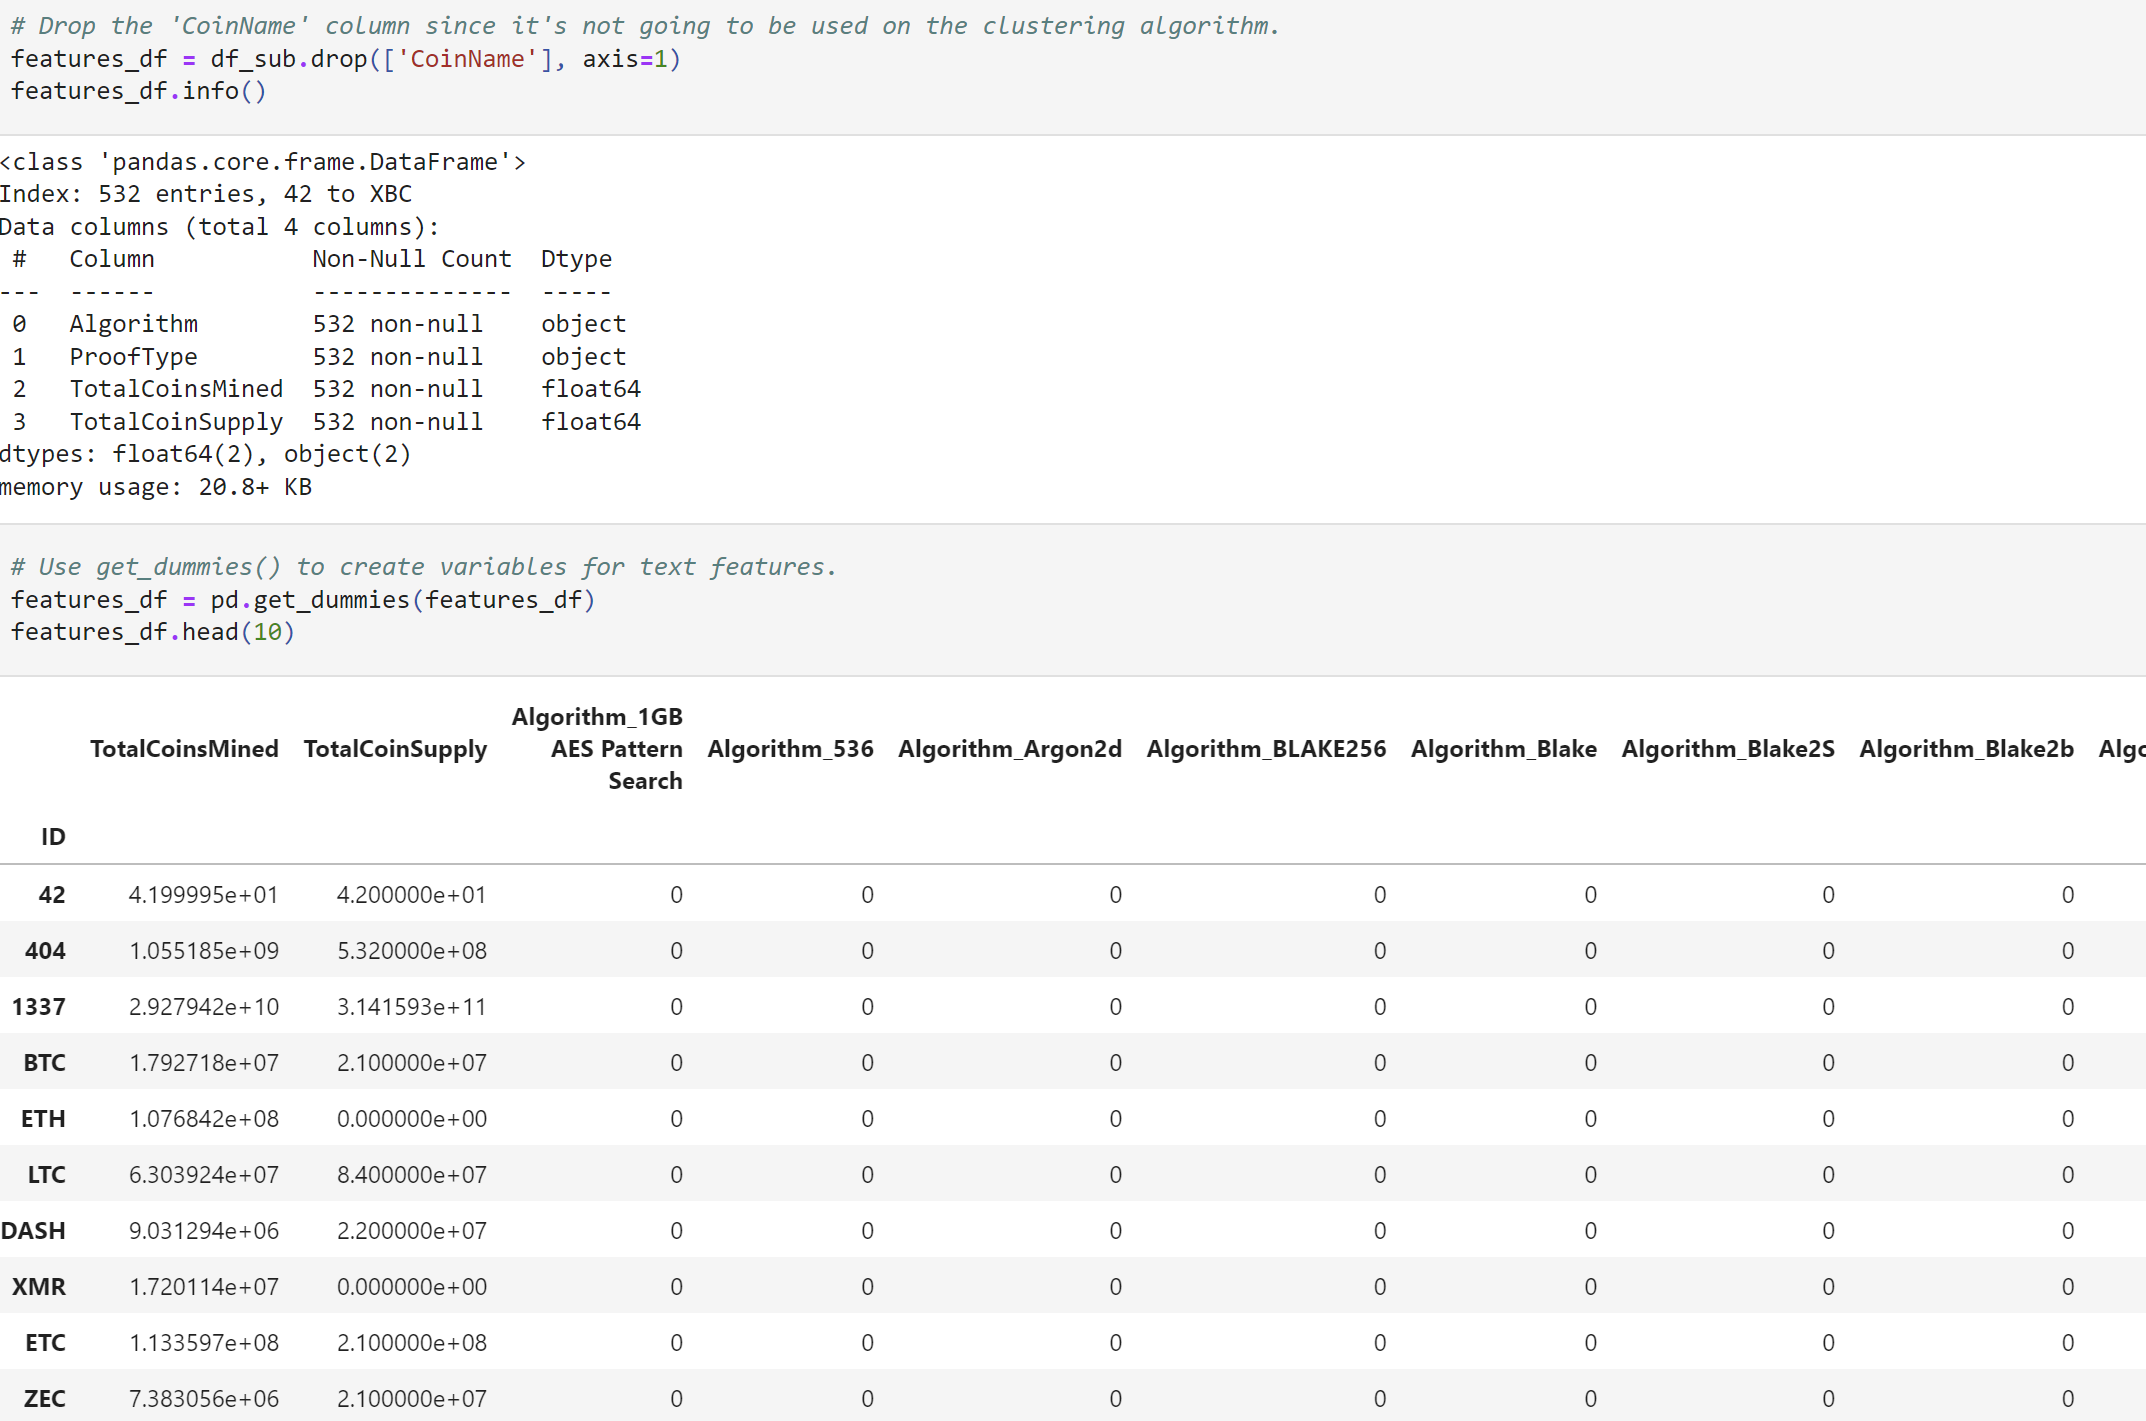 # Drop the 'CoinName' column since it's not going to be used on the clustering algorithm.
features_df = df_sub.drop(['CoinName'], axis=1)
features_df.info()
<class 'pandas.core.frame.DataFrame'>
Index: 532 entries, 42 to XBC
Data columns (total 4 columns):
 #   Column           Non-Null Count  Dtype
---  ------           --------------  -----
 0   Algorithm        532 non-null    object
 1   ProofType        532 non-null    object
 2   TotalCoinsMined  532 non-null    float64
 3   TotalCoinSupply  532 non-null    float64
dtypes: float64(2), object(2)
memory usage: 20.8+ KB
# Use get_dummies() to create variables for text features.
features_df = pd.get_dummies(features_df)
features_df.head(10)
Algorithm_1GB
TotalCoinsMined TotalCoinSupply AES Pattern Algorithm_536 Algorithm_Argon2d Algorithm_BLAKE256 Algorithm_Blake Algorithm_Blake2S Algorithm_Blake2b Algo
Search
ID
42 4.199995e+01 4.200000e+01 0 0 0 0 0 0 0
404 1.055185e+09 5.320000e+08 0 0 0 0 0 0 0
1337 2.927942e+10 3.141593e+11 0 0 0 0 0 0 0
BTC 1.792718e+07 2.100000e+07 0 0 0 0 0 0 0
ETH 1.076842e+08 0.000000e+00 0 0 0 0 0 0 0
LTC 6.303924e+07 8.400000e+07 0 0 0 0 0 0 0
DASH 9.031294e+06 2.200000e+07 0 0 0 0 0 0 0
XMR 1.720114e+07 0.000000e+00 0 0 0 0 0 0 0
ETC 1.133597e+08 2.100000e+08 0 0 0 0 0 0 0
ZEC 7.383056e+06 2.100000e+07 0 0 0 0 0 0 0